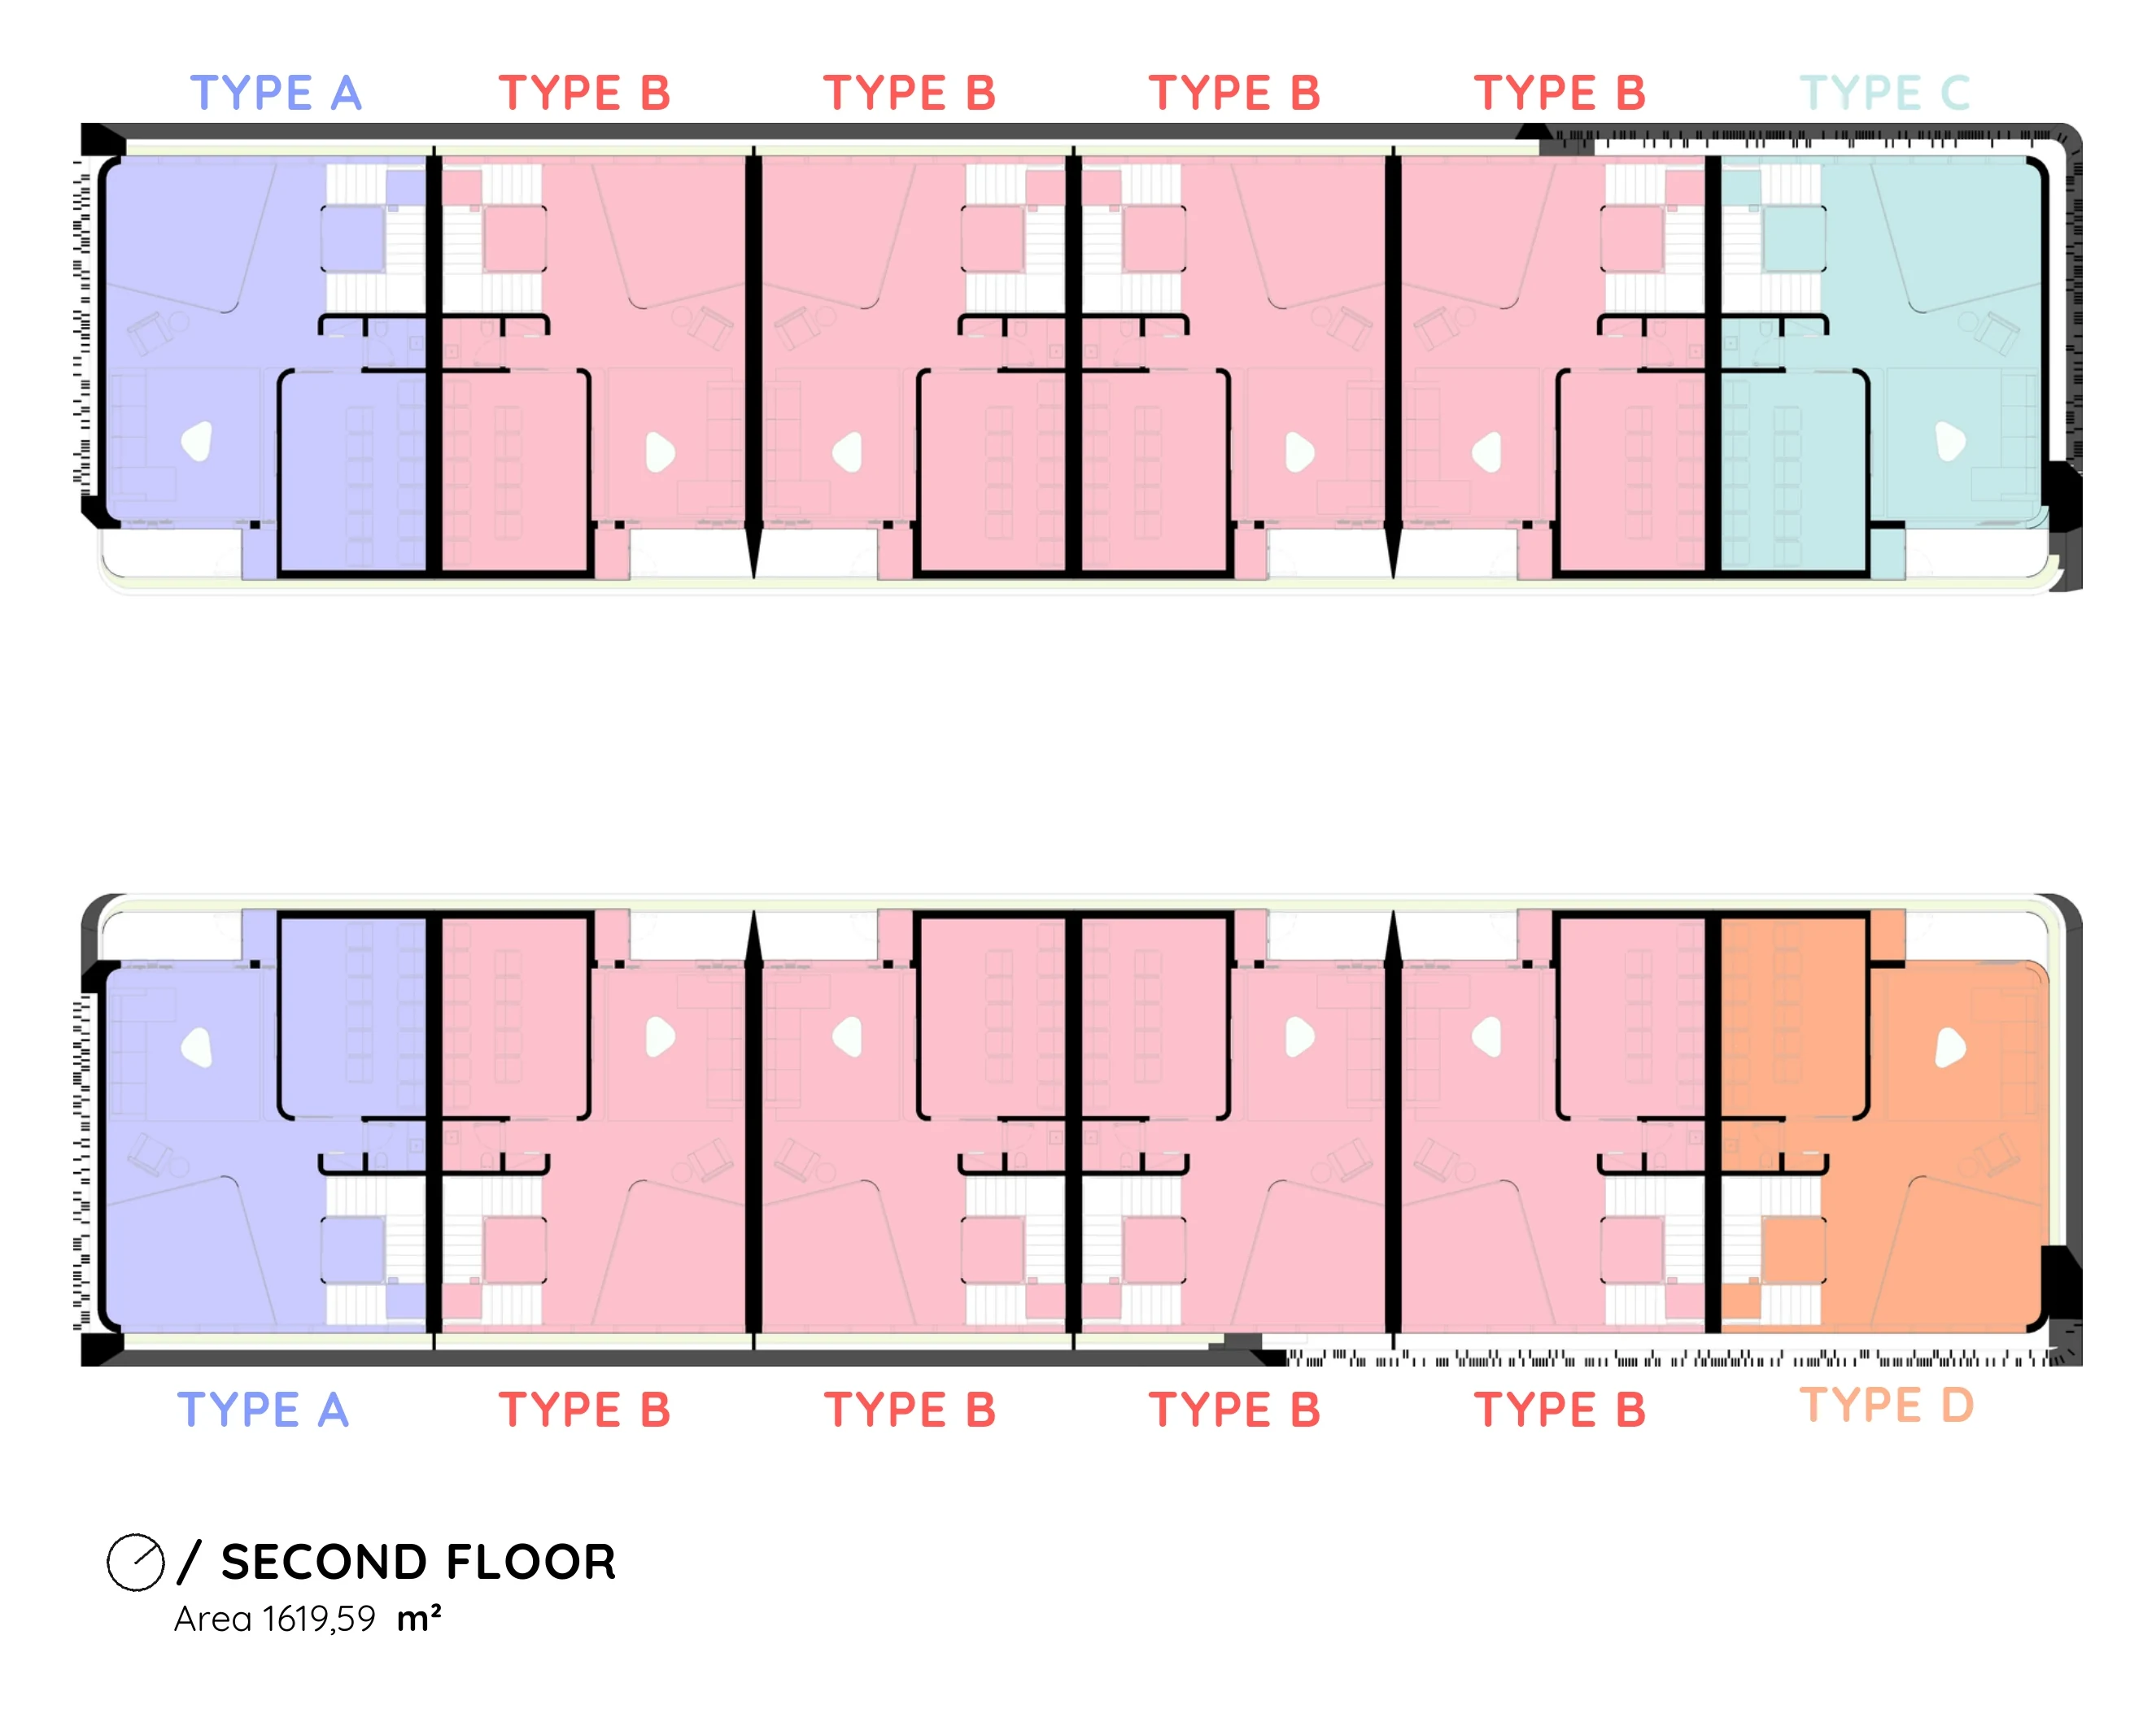 TYPE A TYPE B TYPE B TYPE B TYPE B TYPE C
TYPE A TYPE B TYPE B TYPE B TYPE B TYPE D
/ SECOND FLOOR
Area 1619,59 m²